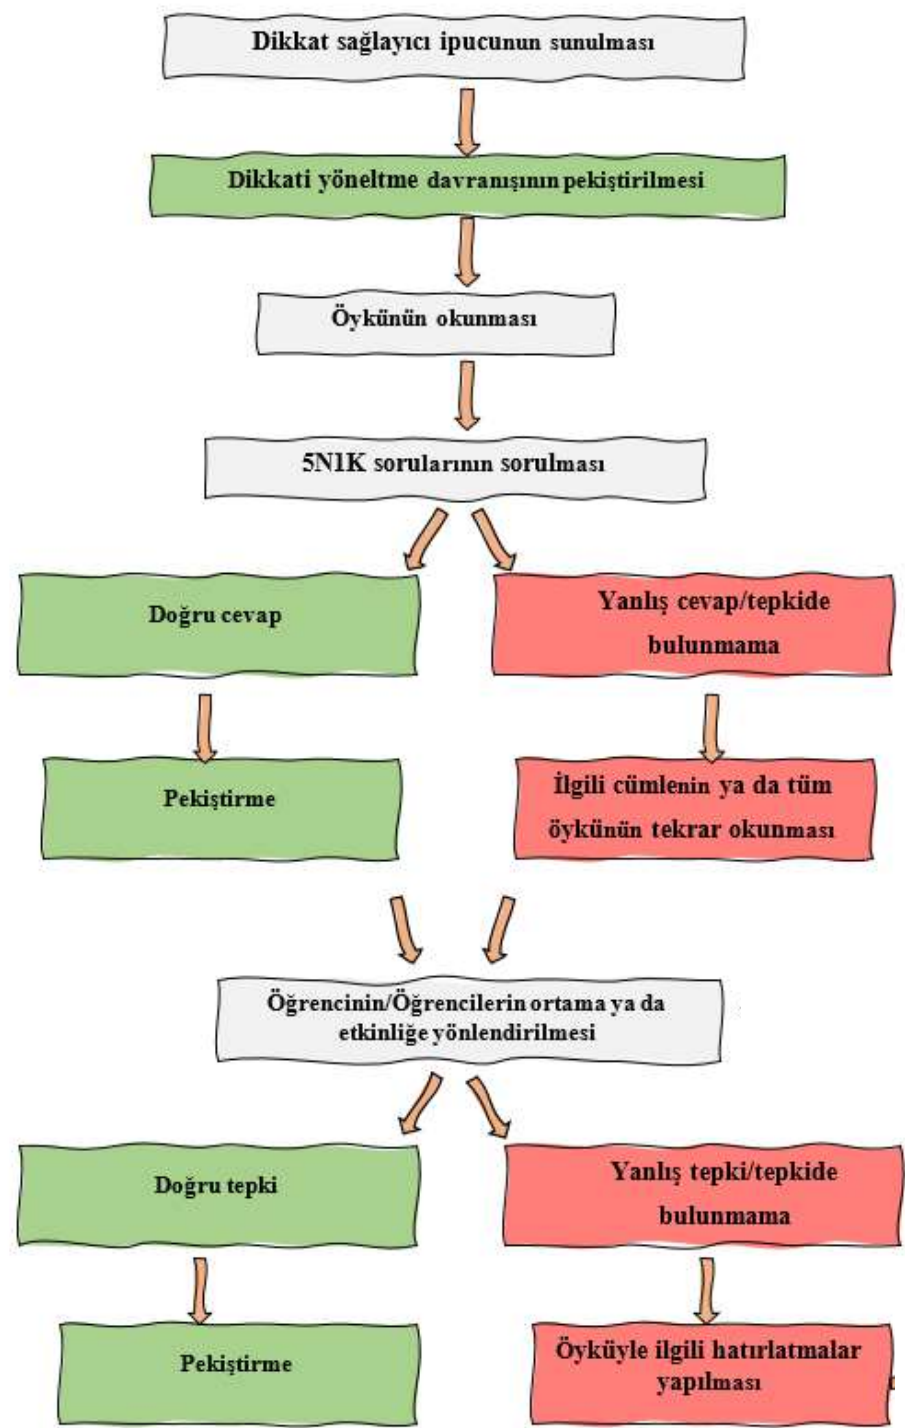 Dikkat sağlayıcı ipucunun sunulması
Dikkati yöneltme davranışının pekiştirilmesi
Öykünün okunması
5N1K sorularının sorulması
Doğru cevap
Yanlış cevap/tepkide
bulunmama
Pekiştirme
İlgili cümlenin ya da tüm
öykünün tekrar okunması
Öğrencinin/Öğrencilerin ortama ya da
etkinliğe yönlendirilmesi
Doğru tepki
Yanlış tepki/tepkide
bulunmama
Pekiştirme
Öyküyle ilgili hatırlatmalar
yapılması